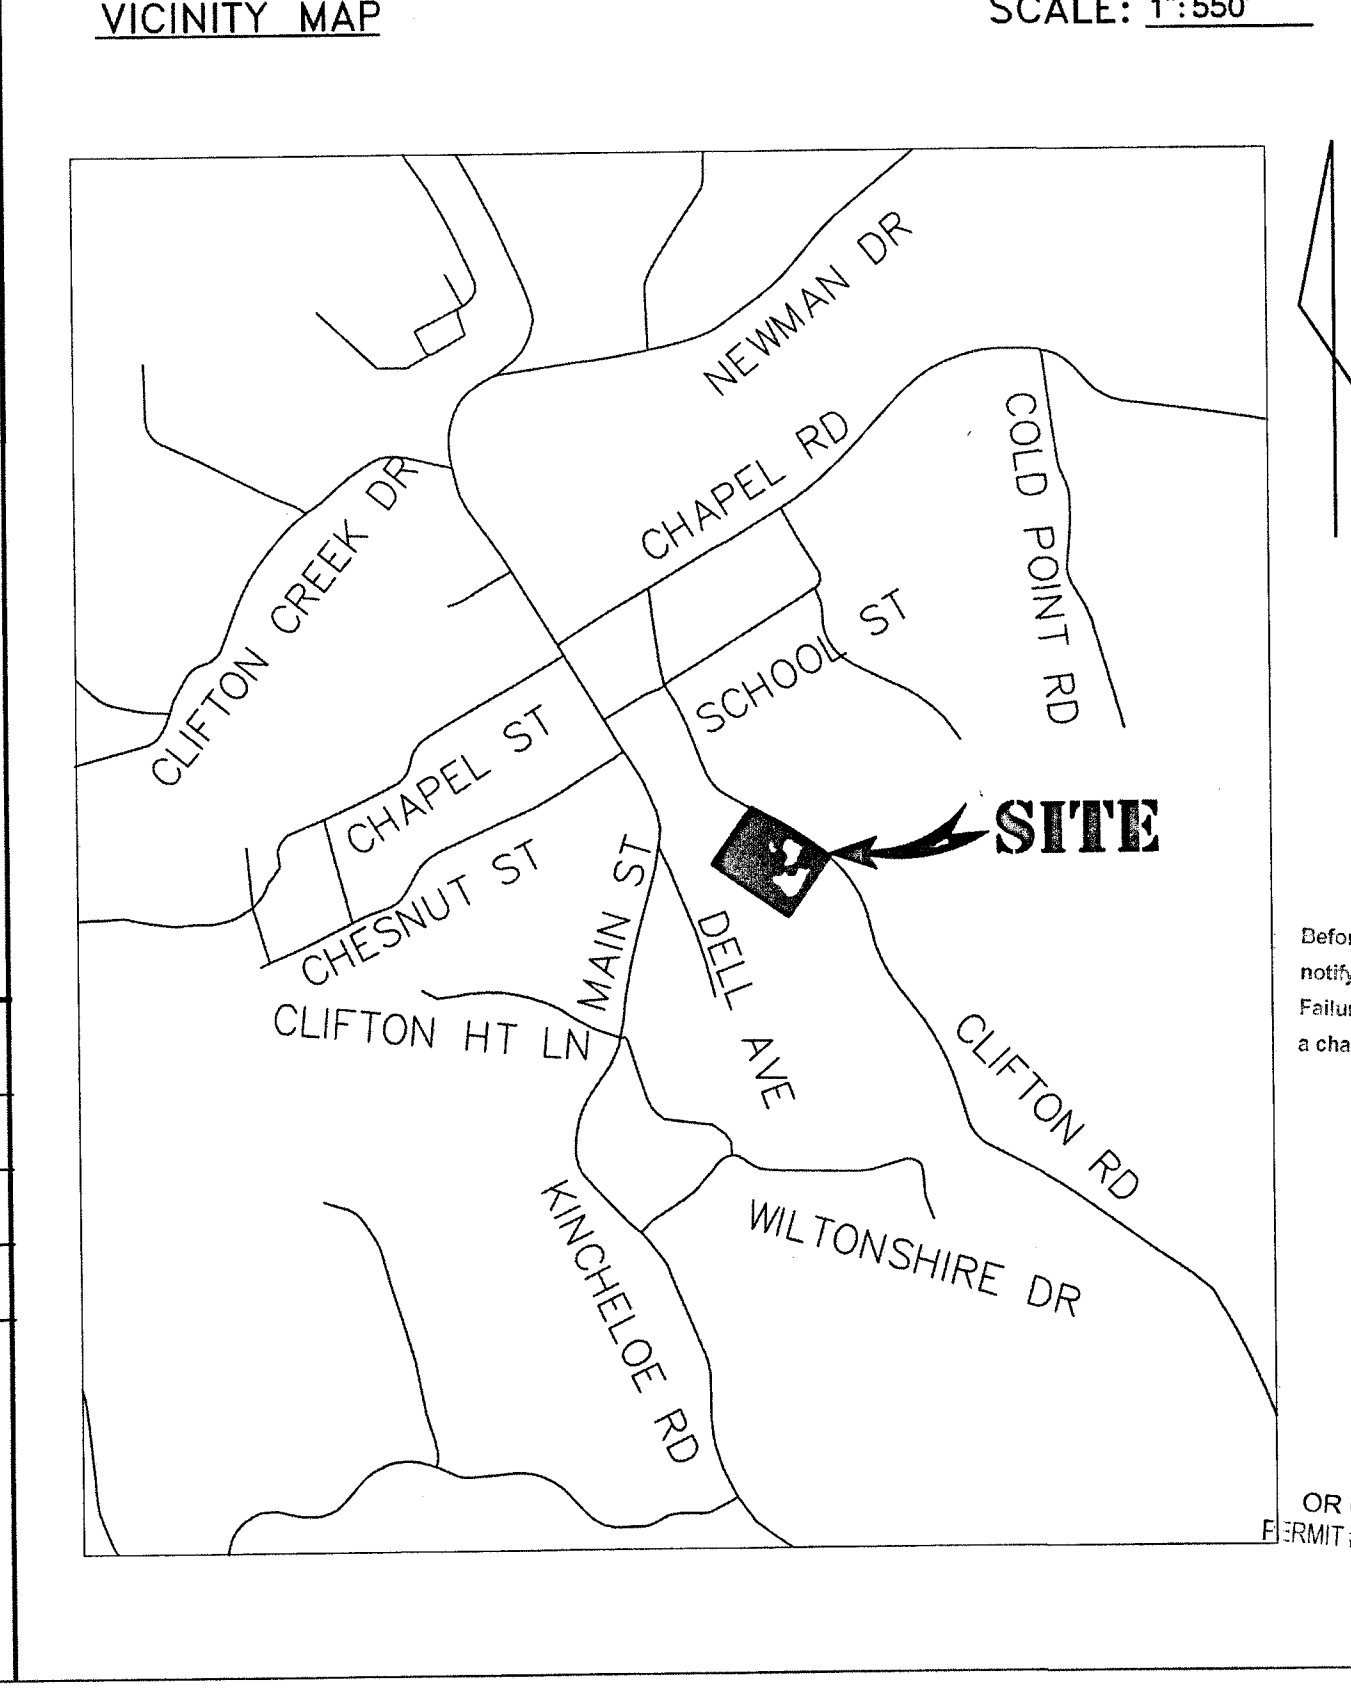 VICINITY MAP
SCALE: 1":550'
NEWMAN DR
CHAPEL RD
COLD POINT RD
CLIFTON CREEK DR
SCHOOL ST
CHAPEL ST
SITE
CHESNUT ST
MAIN ST
DELL AVE
CLIFTON HT LN
CLIFTON RD
KINCHELOE RD
WILTONSHIRE DR
Befor
notify
Failur
a cha
OR
PERMIT